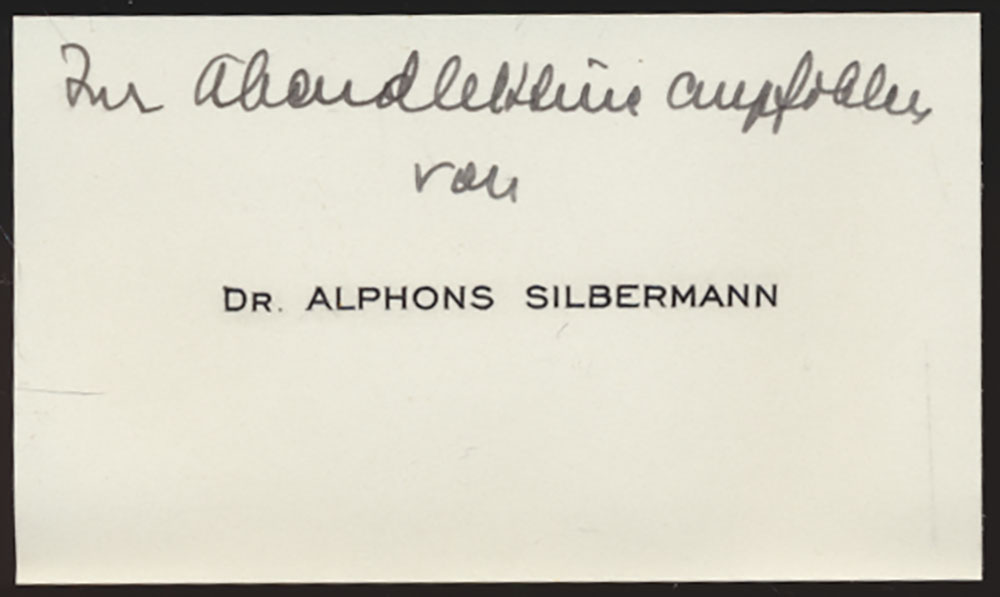 Zur Abendlektüre empfohlen
von
DR. ALPHONS SILBERMANN